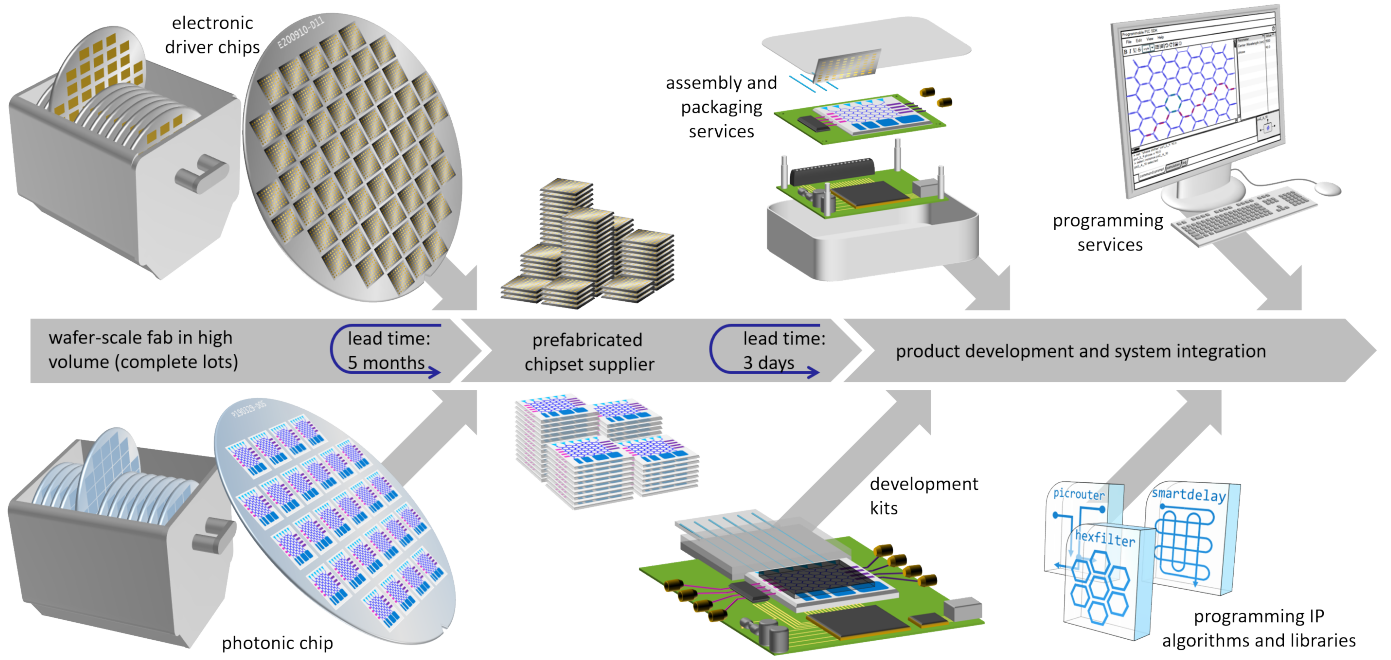 electronic
driver chips
E200910-011
assembly and
packaging
services
programming
services
wafer-scale fab in high
volume (complete lots)
lead time:
5 months
prefabricated
chipset supplier
lead time:
3 days
product development and system integration
photonic chip
development
kits
picrouter
smartdelay
hexfilter
programming IP
algorithms and libraries